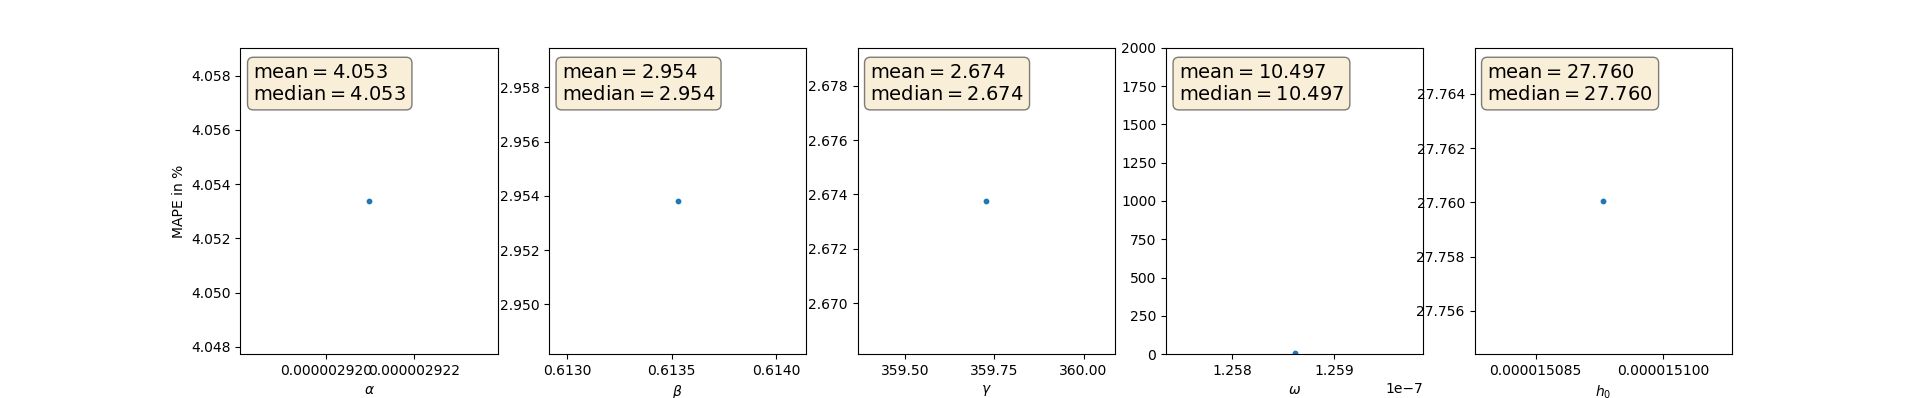 MAPE in %
4.058
4.056
4.054
4.052
4.050
4.048
mean = 4.053
median = 4.053
0.000002920
0.000002922
α
2.958
2.956
2.954
2.952
2.950
mean = 2.954
median = 2.954
0.6130
0.6135
0.6140
β
2.678
2.676
2.674
2.672
2.670
mean = 2.674
median = 2.674
359.50
359.75
360.00
γ
2000
1750
1500
1250
1000
750
500
250
0
mean = 10.497
median = 10.497
1.258
1.259
1e−7
ω
27.764
27.762
27.760
27.758
27.756
mean = 27.760
median = 27.760
0.000015085
0.000015100
h₀